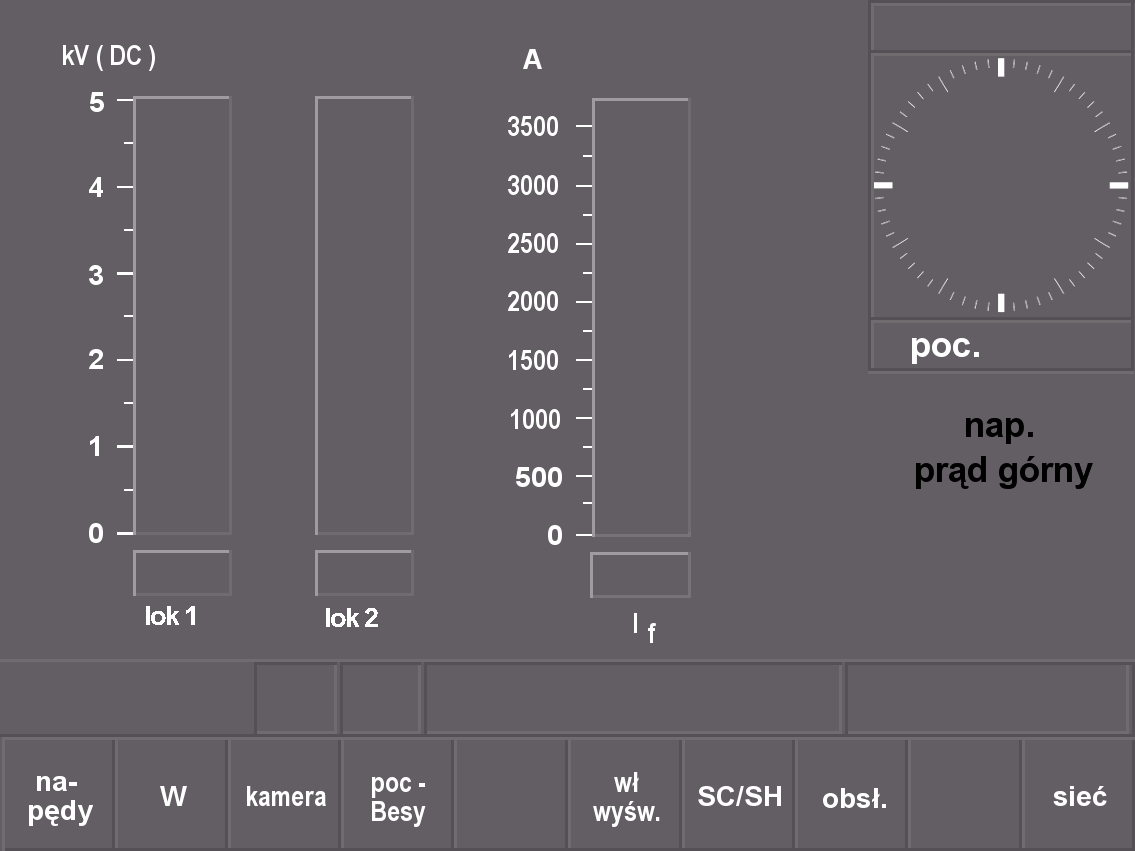 kV ( DC )
A
5
4
3
2
1
0
3500
3000
2500
2000
1500
1000
500
0
lok 1
lok 2
I f
poc.
nap.
prąd górny
na-
pędy
W
kamera
poc -
Besy
wł
wyśw.
SC/SH
obsł.
sieć